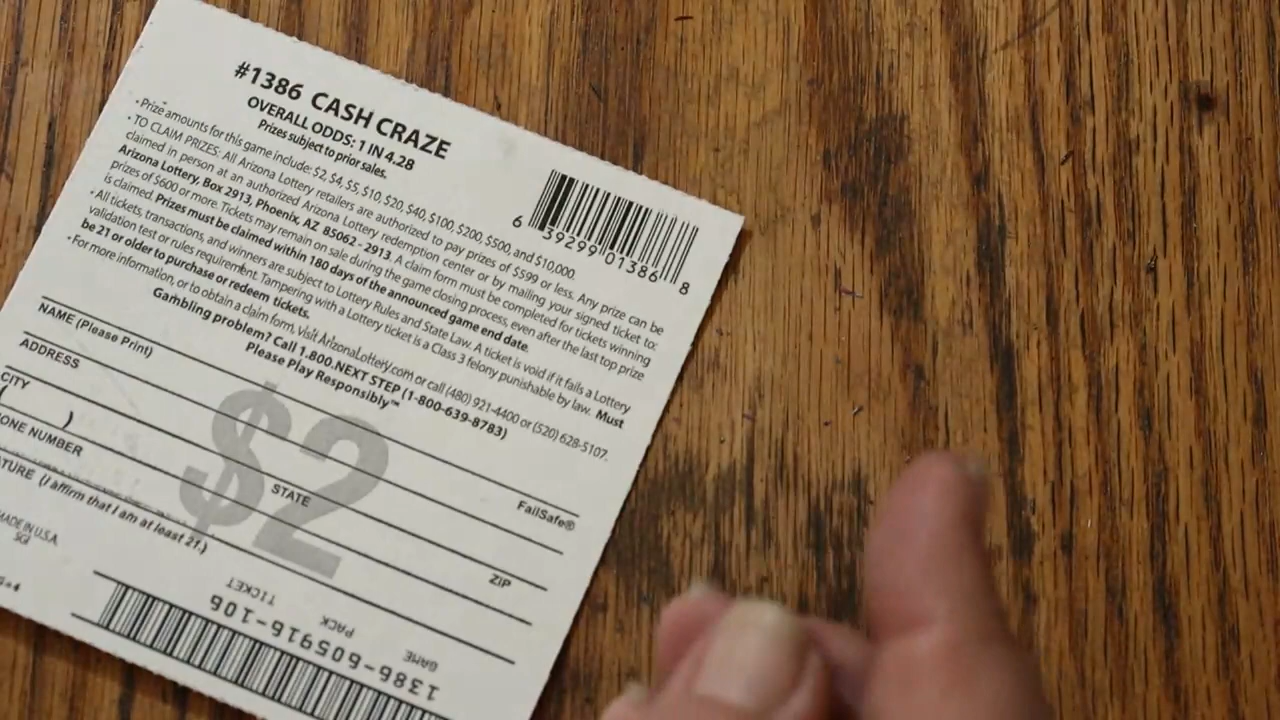 #1386 CASH CRAZE
OVERALL ODDS: 1 IN 4.28
Prizes subject to prior sales.
• Prize amounts for this game include: $2, $4, $5, $10, $20, $40, $100, $200, $500, and $10,000.
• TO CLAIM PRIZES: All Arizona Lottery retailers are authorized to pay prizes of $599 or less. Any prize can be
claimed in person at an authorized Arizona Lottery redemption center or by mailing your signed ticket to:
Arizona Lottery, Box 2913, Phoenix, AZ 85062 - 2913. A claim form must be completed for tickets winning
prizes of $600 or more. Tickets may remain on sale during the game closing process, even after the last top prize
is claimed. Prizes must be claimed within 180 days of the announced game end date.
• All tickets, transactions, and winners are subject to Lottery Rules and State Law. A ticket is void if it fails a Lottery
validation test or rules requirement. Tampering with a Lottery ticket is a Class 3 felony punishable by law. Must
be 21 or older to purchase or redeem tickets.
• For more information, or to obtain a claim form, visit ArizonaLottery.com or call (480) 921-4400 or (520) 628-5107.
Gambling problem? Call 1.800.NEXT STEP (1-800-639-8783)
Please Play Responsibly™
6 39299 01386 8
FailSafe®
NAME (Please Print)
ADDRESS
CITY
STATE
ZIP
( )
ONE NUMBER
ATURE (I affirm that I am at least 21.)
$2
MADE IN U.S.A.
SGI
GAME PACK TICKET
1386-605916-106